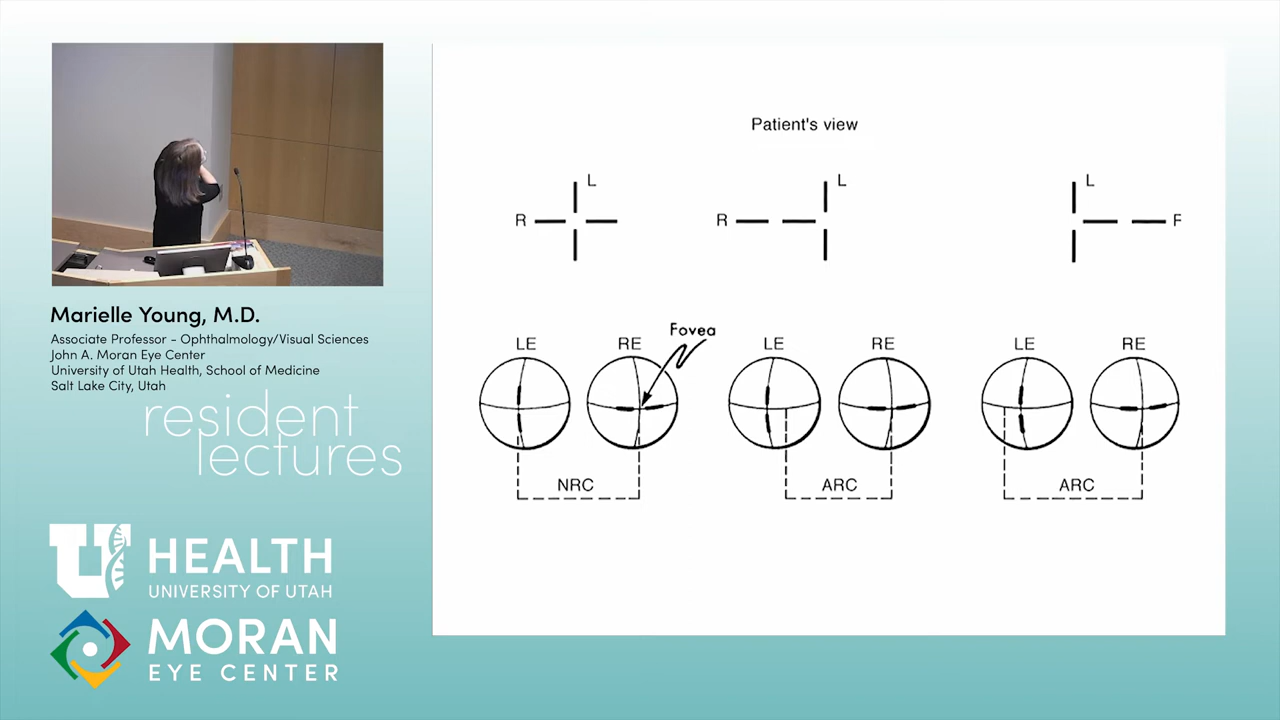 Marielle Young, M.D.
Associate Professor - Ophthalmology/Visual Sciences
John A. Moran Eye Center
University of Utah Health, School of Medicine
Salt Lake City, Utah
resident
lectures
U HEALTH
UNIVERSITY OF UTAH
MORAN
EYE CENTER
Patient's view
L L L
R R F
Fovea
LE RE LE RE LE RE
NRC ARC ARC